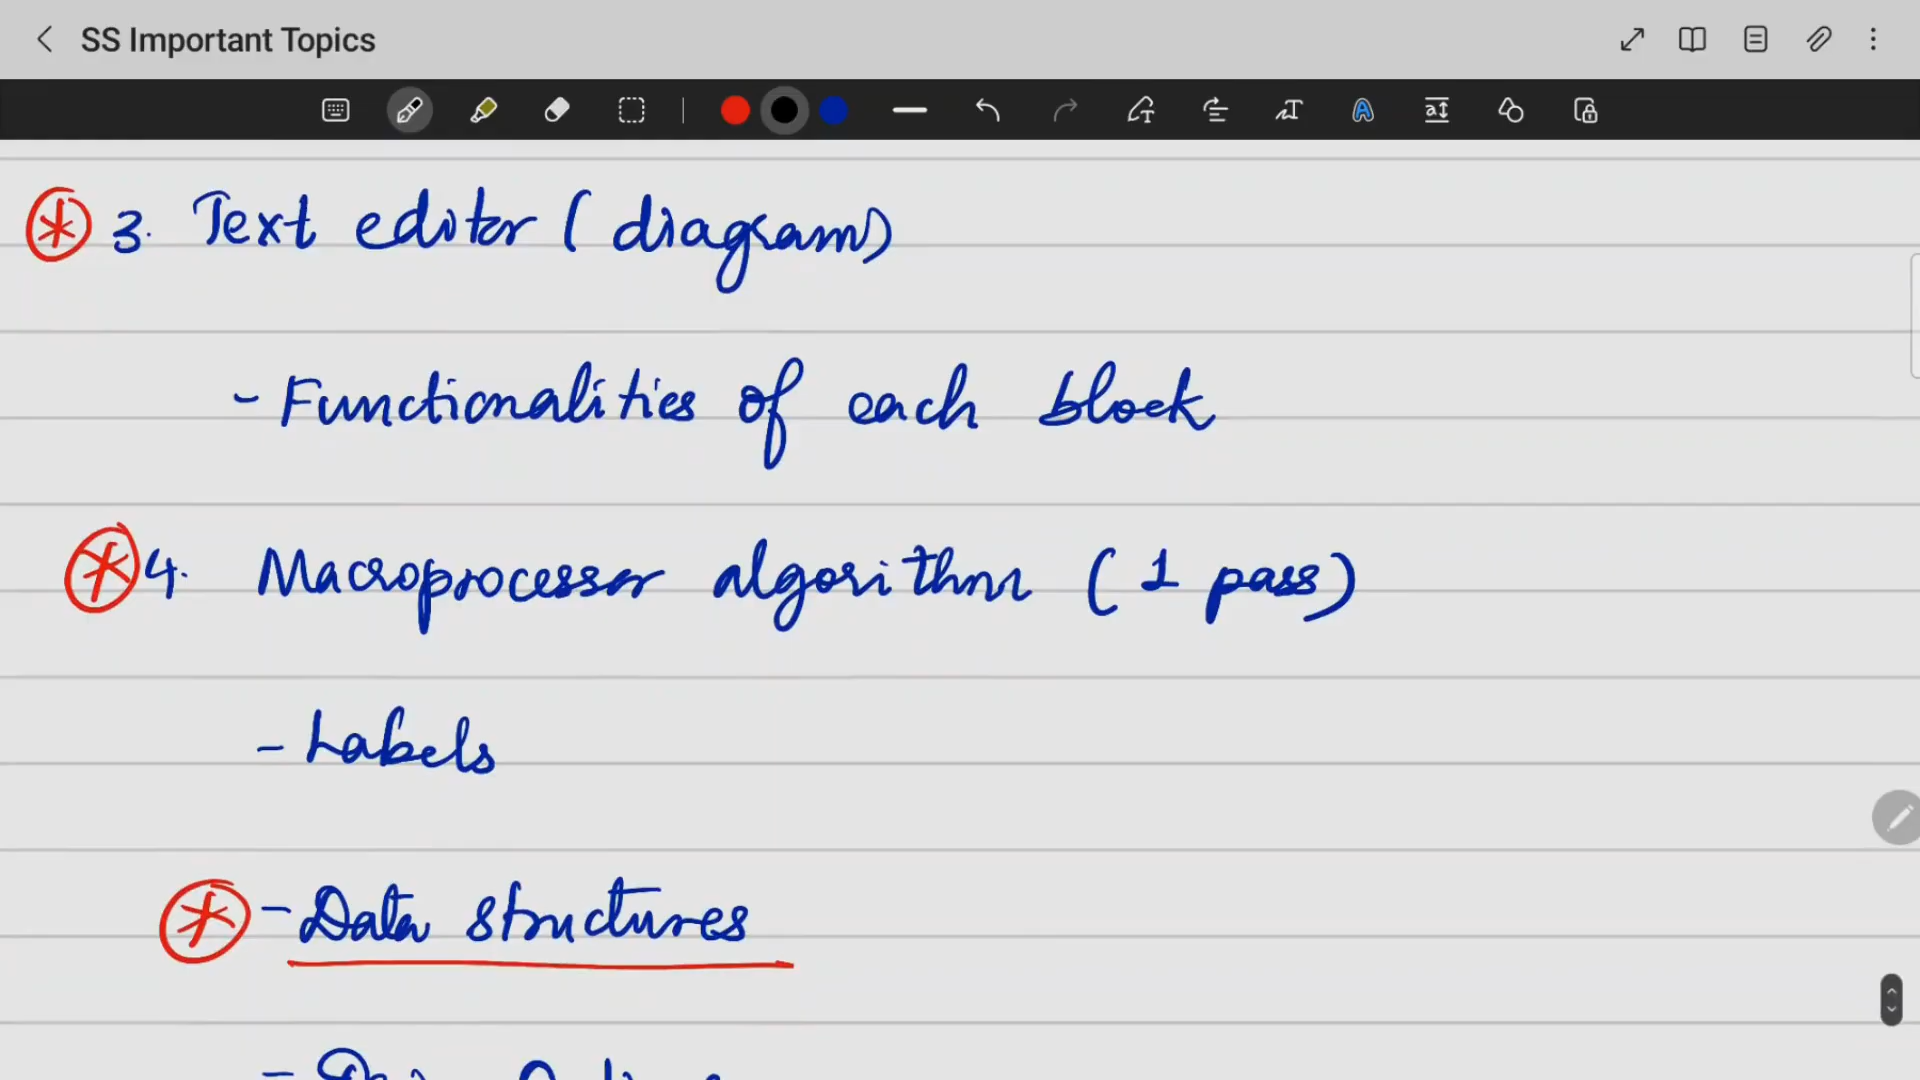 SS Important Topics
3. Text editor (diagram)
- Functionalities of each block
4. Macroprocessor algorithm (1 pass)
- Labels
- Data structures